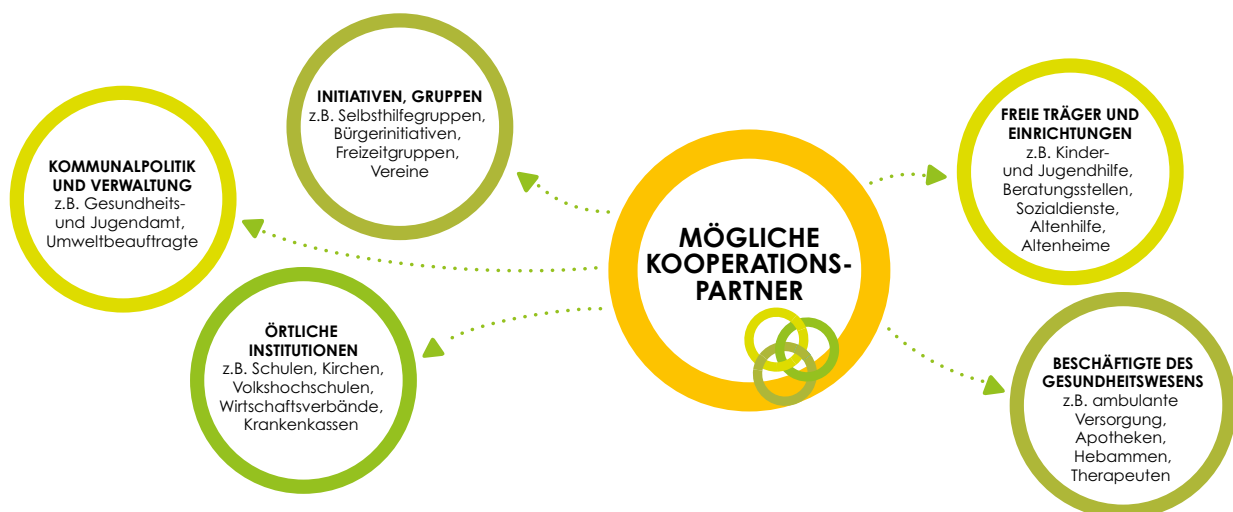 INITIATIVEN, GRUPPEN
z.B. Selbsthilfegruppen,
Bürgerinitiativen,
Freizeitgruppen,
Vereine
KOMMUNALPOLITIK
UND VERWALTUNG
z.B. Gesundheits-
und Jugendamt,
Umweltbeauftragte
ÖRTLICHE
INSTITUTIONEN
z.B. Schulen, Kirchen,
Volkshochschulen,
Wirtschaftsverbände,
Krankenkassen
MÖGLICHE
KOOPERATIONS-
PARTNER
FREIE TRÄGER UND
EINRICHTUNGEN
z.B. Kinder-
und Jugendhilfe,
Beratungsstellen,
Sozialdienste,
Altenhilfe,
Altenheime
BESCHÄFTIGTE DES
GESUNDHEITSWESENS
z.B. ambulante
Versorgung,
Apotheken,
Hebammen,
Therapeuten